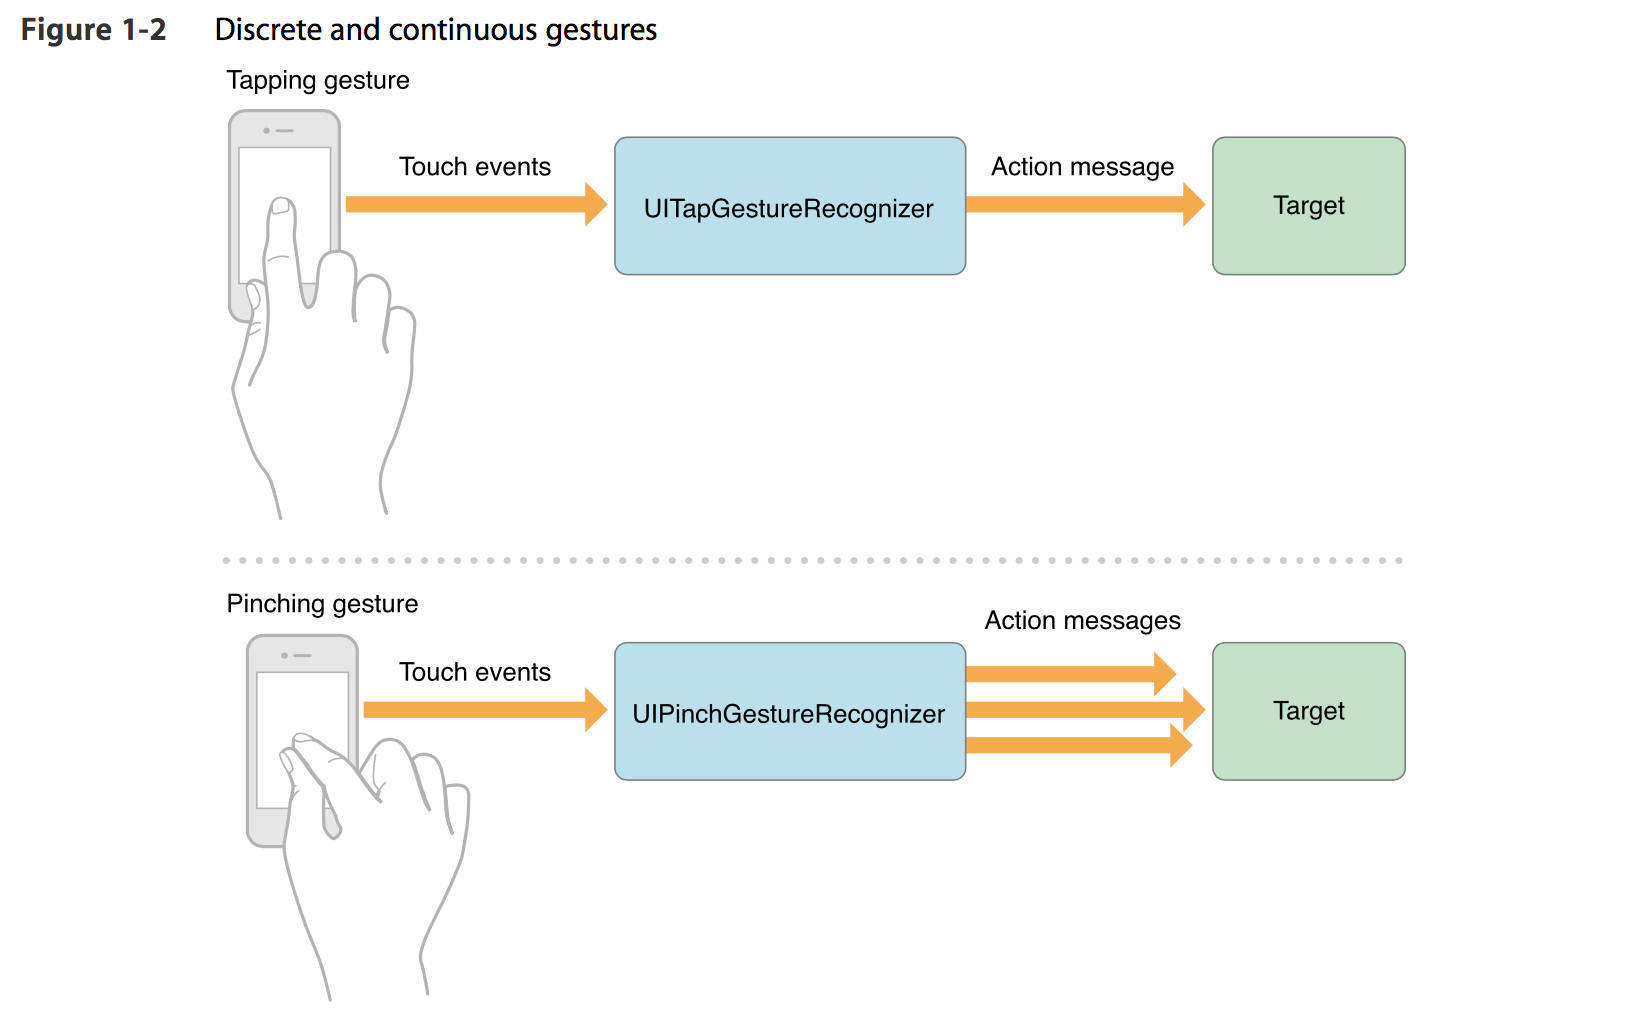 Figure 1-2 Discrete and continuous gestures
Tapping gesture
Touch events
UITapGestureRecognizer
Action message
Target
Pinching gesture
Touch events
UIPinchGestureRecognizer
Action messages
Target